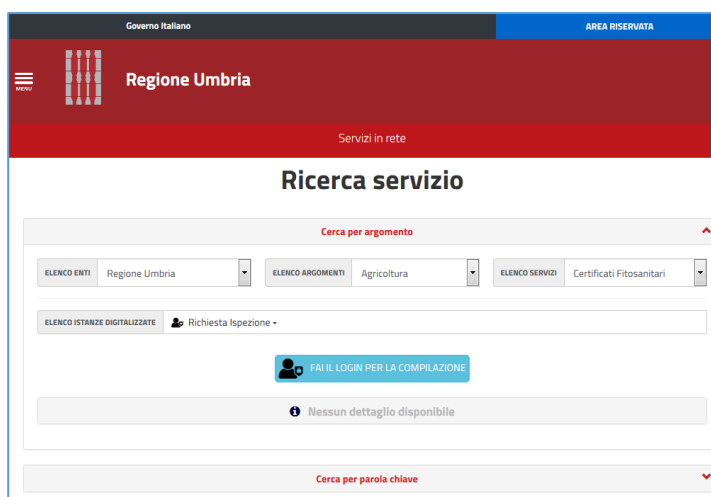 Governo Italiano
AREA RISERVATA
MENU
Regione Umbria
Servizi in rete
Ricerca servizio
Cerca per argomento
ELENCO ENTI Regione Umbria ELENCO ARGOMENTI Agricoltura ELENCO SERVIZI Certificati Fitosanitari
ELENCO ISTANZE DIGITALIZZATE Richiesta Ispezione -
FAI IL LOGIN PER LA COMPILAZIONE
Nessun dettaglio disponibile
Cerca per parola chiave